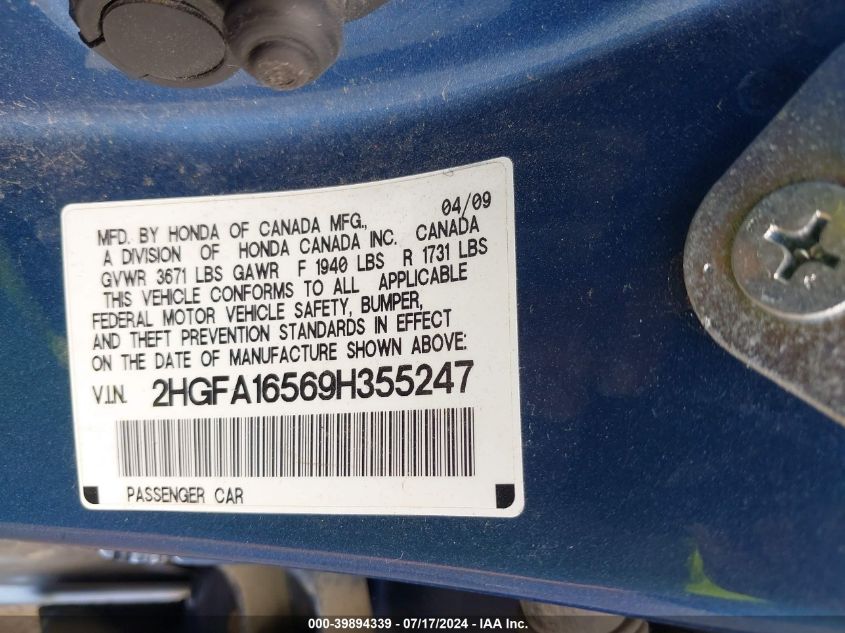 04/09
MFD. BY HONDA OF CANADA MFG.,
A DIVISION OF HONDA CANADA INC. CANADA
GVWR 3671 LBS GAWR F 1940 LBS R 1731 LBS
THIS VEHICLE CONFORMS TO ALL APPLICABLE
FEDERAL MOTOR VEHICLE SAFETY, BUMPER,
AND THEFT PREVENTION STANDARDS IN EFFECT
ON THE DATE OF MANUFACTURE SHOWN ABOVE:
V.I.N. 2HGFA16569H355247
PASSENGER CAR
000-39894339 - 07/17/2024 - IAA Inc.